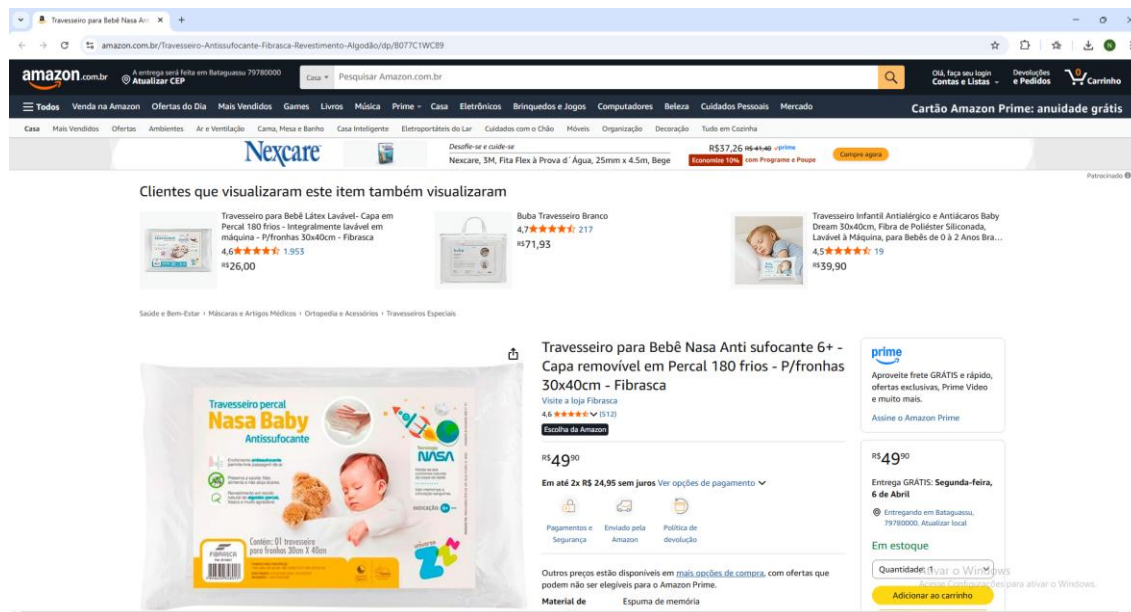 Travesseiro para Bebê Nasa An
amazon.com.br/Travesseiro-Antissufocante-Fibrasca-Revestimento-Algodão/dp/B077C1WC89
amazon.com.br
A entrega será feita em Bataguassu 79780000
Atualizar CEP
Casa
Pesquisar Amazon.com.br
Olá, faça seu login
Contas e Listas
Devoluções
e Pedidos
0
Carrinho
Todos Venda na Amazon Ofertas do Dia Mais Vendidos Games Livros Música Prime Casa Eletrônicos Brinquedos e Jogos Computadores Beleza Cuidados Pessoais Mercado
Cartão Amazon Prime: anuidade grátis
Casa Mais Vendidos Ofertas Ambientes Ar e Ventilação Cama, Mesa e Banho Casa Inteligente Eletroportáteis do Lar Cuidados com o Chão Móveis Organização Decoração Tudo em Cozinha
Nexcare
Desafie-se e cuide-se
Nexcare, 3M, Fita Flex à Prova d´Água, 25mm x 4.5m, Bege
R$37,26 R$41,40 prime
Economize 10% com Programe e Poupe
Compre agora
Patrocinado
Clientes que visualizaram este item também visualizaram
Travesseiro para Bebê Látex Lavável- Capa em
Percal 180 frios - Integralmente lavável em
máquina - P/fronhas 30x40cm - Fibrasca
4,6 1.953
R$26,00
Buba Travesseiro Branco
4,7 217
R$71,93
Travesseiro Infantil Antialérgico e Antiácaros Baby
Dream 30x40cm, Fibra de Poliéster Siliconada,
Lavável à Máquina, para Bebês de 0 à 2 Anos Bra...
4,5 19
R$39,90
Saúde e Bem-Estar › Máscaras e Artigos Médicos › Ortopedia e Acessórios › Travesseiros Especiais
Travesseiro percal
Nasa Baby
Antissufocante
NASA
INDICAÇÃO 6+
FIBRASCA
Contém: 01 travesseiro
para fronhas 30cm X 40cm
universo
ZZZ
Travesseiro para Bebê Nasa Anti sufocante 6+ -
Capa removível em Percal 180 frios - P/fronhas
30x40cm - Fibrasca
Visite a loja Fibrasca
4,6 (512)
Escolha da Amazon
R$4990
Em até 2x R$ 24,95 sem juros Ver opções de pagamento
Pagamentos e
Segurança
Enviado pela
Amazon
Política de
devolução
Outros preços estão disponíveis em mais opções de compra, com ofertas que
podem não ser elegíveis para o Amazon Prime.
Material de Espuma de memória
prime
Aproveite frete GRÁTIS e rápido,
ofertas exclusivas, Prime Video
e muito mais.
Assine o Amazon Prime
R$4990
Entrega GRÁTIS: Segunda-feira,
6 de Abril
Entregando em Bataguassu,
79780000. Atualizar local
Em estoque
Quantidade: 1
Ativar o Windows
Acesse Configurações para ativar o Windows.
Adicionar ao carrinho